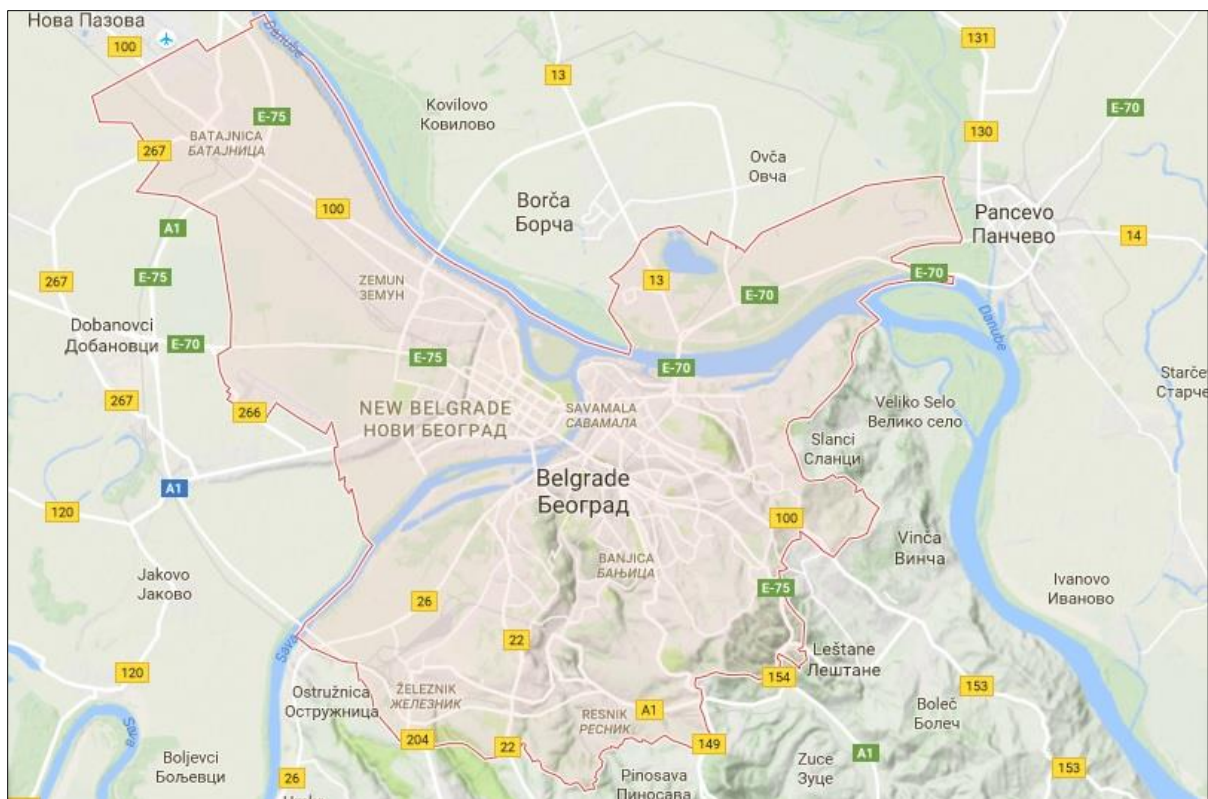 Нова Пазова
100
Danube
13
131
E-75
Kovilovo
Ковилово
E-70
BATAJNICA
БАТАЈНИЦА
267
130
Ovča
Овча
100
Borča
Борча
Pancevo
Панчево
A1
14
ZEMUN
ЗЕМУН
13
E-70
267
E-75
E-70
Danube
Dobanovci
Добановци
E-70
E-75
E-70
Starče
Старче
267
266
NEW BELGRADE
НОВИ БЕОГРАД
SAVAMALA
САВАМАЛА
Veliko Selo
Велико село
Slanci
Сланци
A1
Belgrade
Београд
120
100
Vinča
Винча
BANJICA
БАЊИЦА
Jakovo
Јаково
26
E-75
Ivanovo
Иваново
22
Sava
Leštane
Лештане
120
154
153
Ostružnica
Остружница
ŽELEZNIK
ЖЕЛЕЗНИК
RESNIK
РЕСНИК
A1
Boleč
Болеч
Sava
204
22
149
Boljevci
Бољевци
Zuce
Зуце
A1
153
26
Pinosava
Пиносава